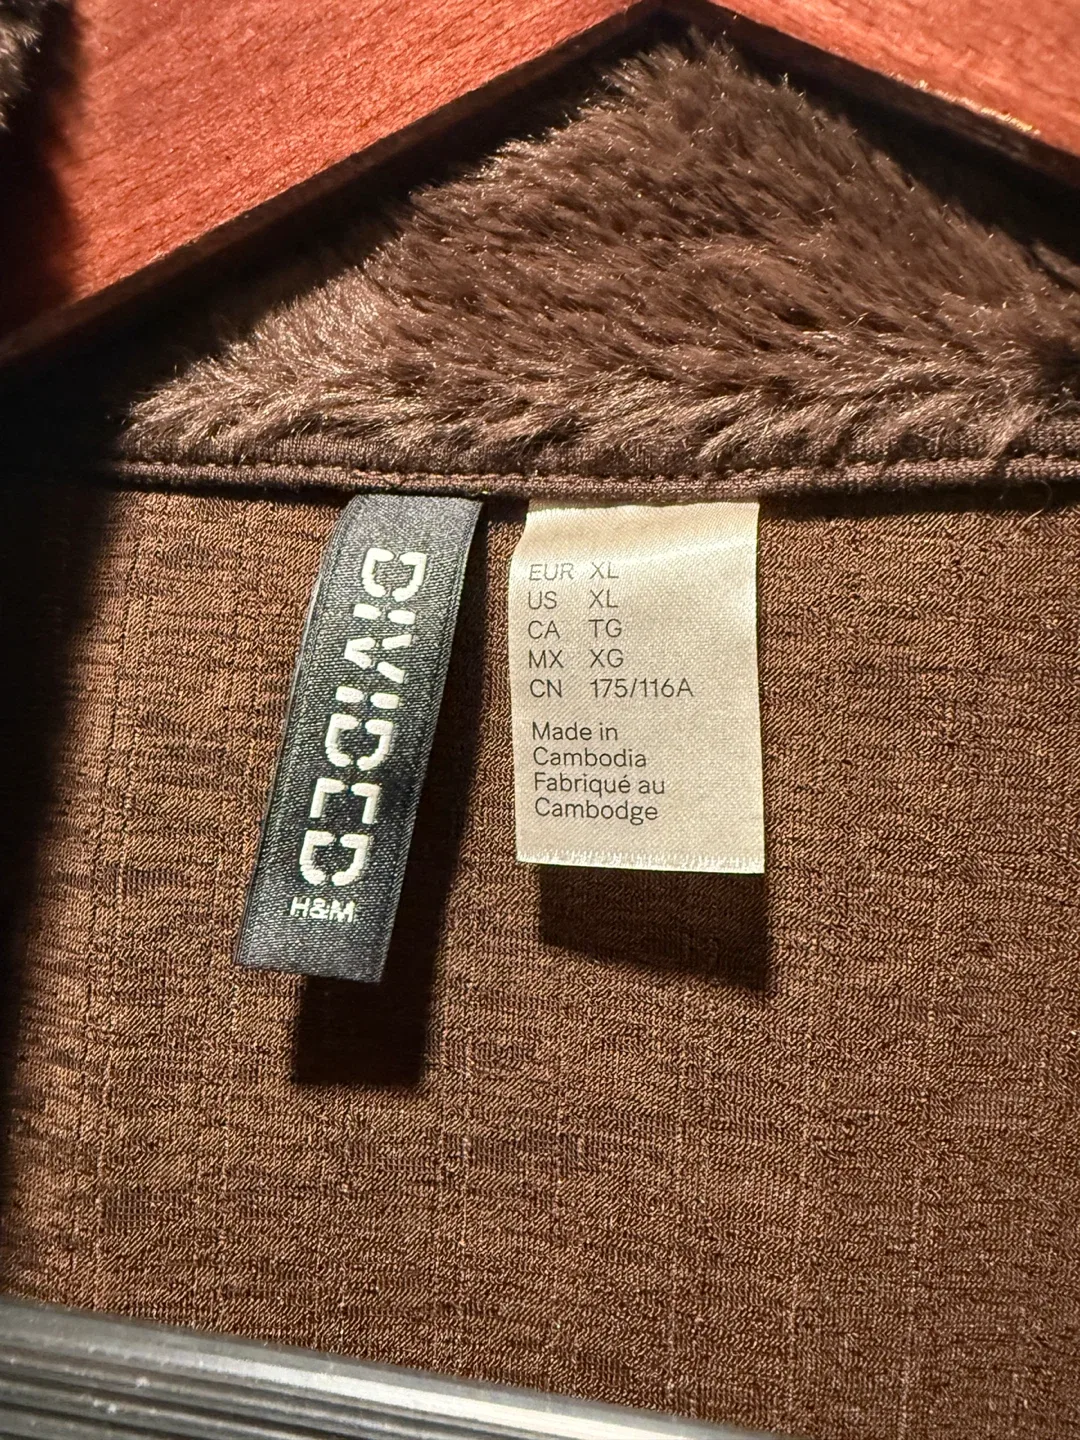 DIVIDED
H&M
EUR XL
US XL
CA TG
MX XG
CN 175/116A
Made in
Cambodia
Fabriqué au
Cambodge